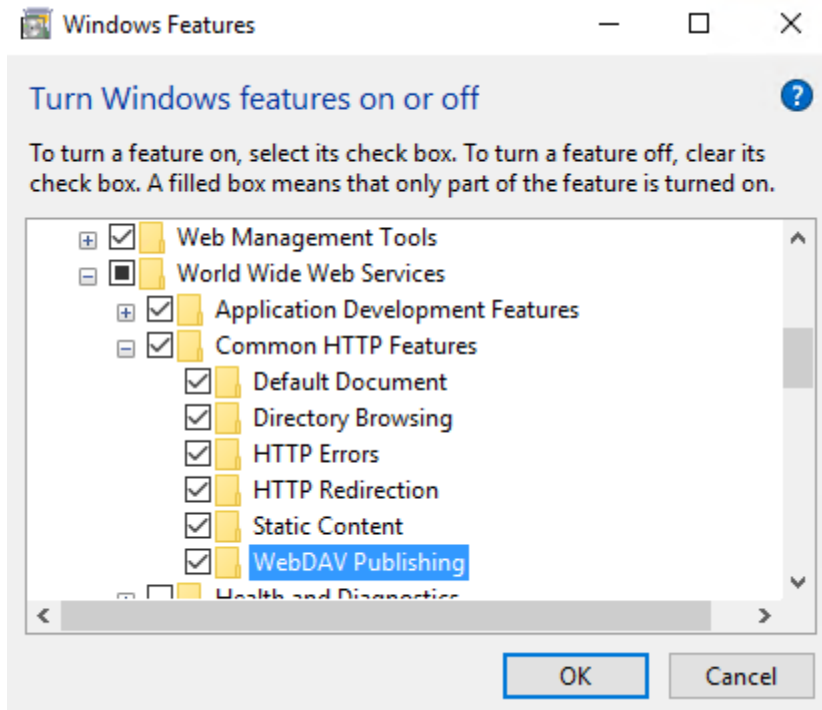 Windows Features
Turn Windows features on or off
To turn a feature on, select its check box. To turn a feature off, clear its
check box. A filled box means that only part of the feature is turned on.
Web Management Tools
World Wide Web Services
Application Development Features
Common HTTP Features
Default Document
Directory Browsing
HTTP Errors
HTTP Redirection
Static Content
WebDAV Publishing
Health and Diagnostics
OK Cancel